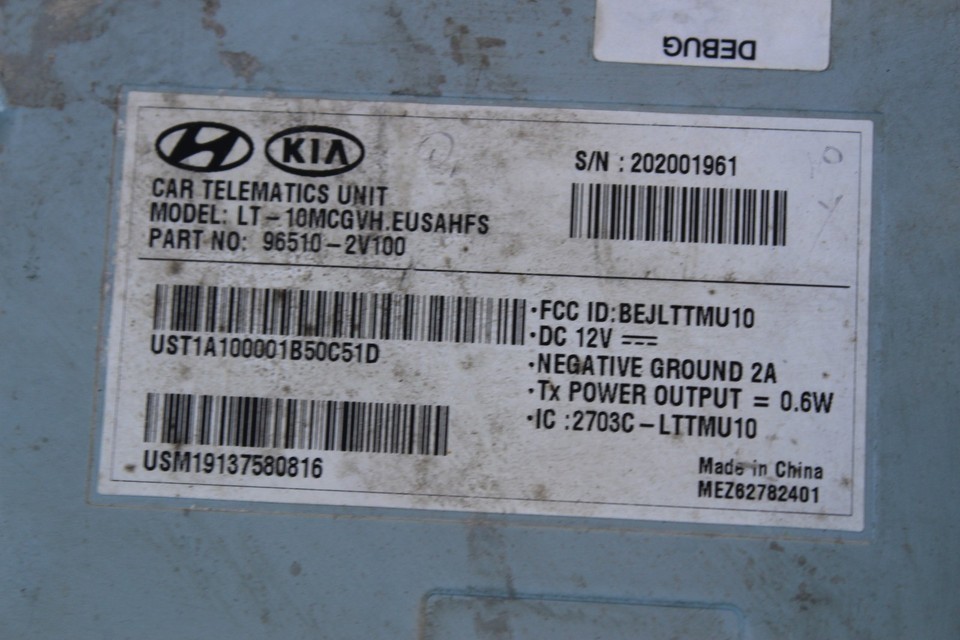 DEBUG
KIA
CAR TELEMATICS UNIT
MODEL: LT-10MCGVH.EUSAHFS
PART NO: 96510-2V100
S/N : 202001961
UST1A100001B50C51D
USM19137580816
·FCC ID:BEJLTTMU10
·DC 12V
·NEGATIVE GROUND 2A
·Tx POWER OUTPUT = 0.6W
·IC :2703C-LTTMU10
Made in China
MEZ62782401